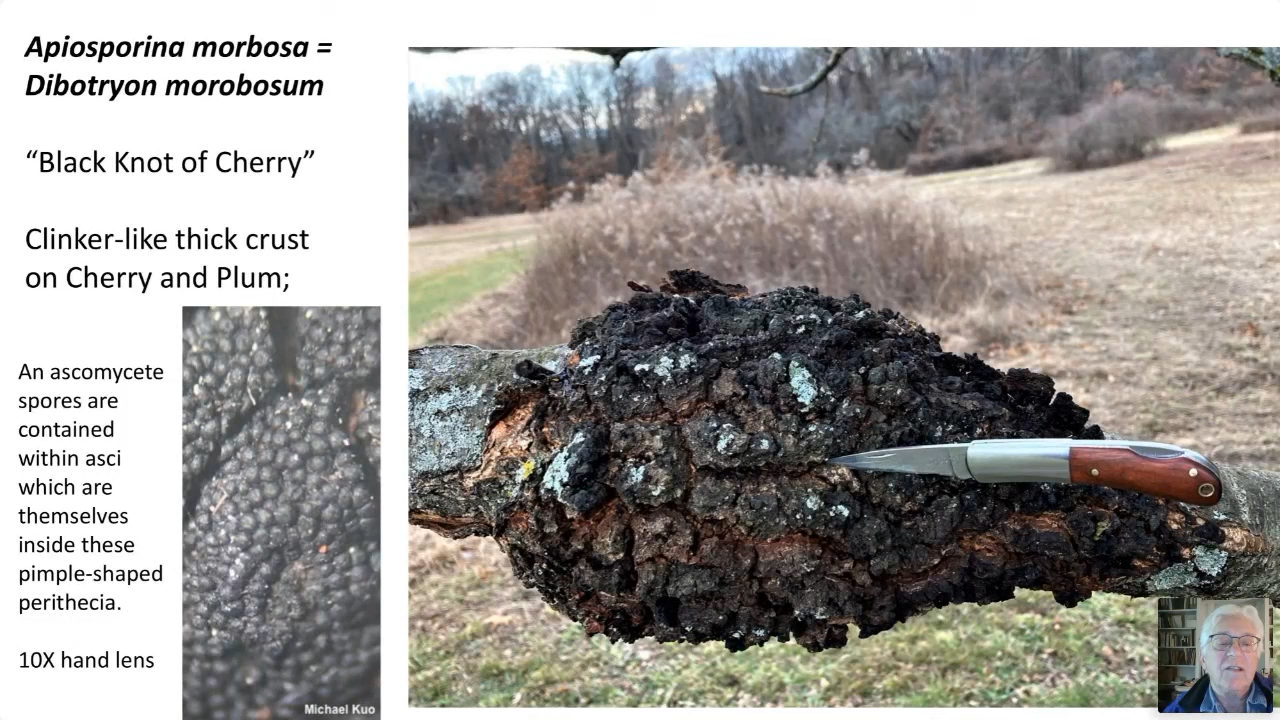 Apiosporina morbosa =
Dibotryon morobosum
“Black Knot of Cherry”
Clinker-like thick crust
on Cherry and Plum;
An ascomycete
spores are
contained
within asci
which are
themselves
inside these
pimple-shaped
perithecia.
10X hand lens
Michael Kuo